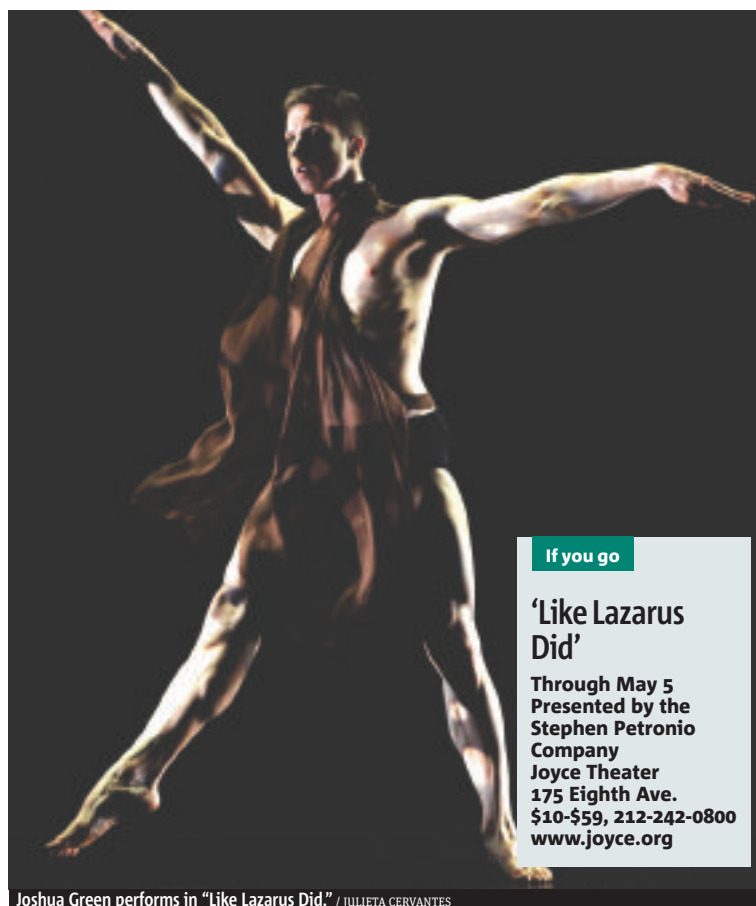 If you go
‘Like Lazarus
Did’
Through May 5
Presented by the
Stephen Petronio
Company
Joyce Theater
175 Eighth Ave.
$10-$59, 212-242-0800
www.joyce.org
Joshua Green performs in “Like Lazarus Did.” / JULIETA CERVANTES